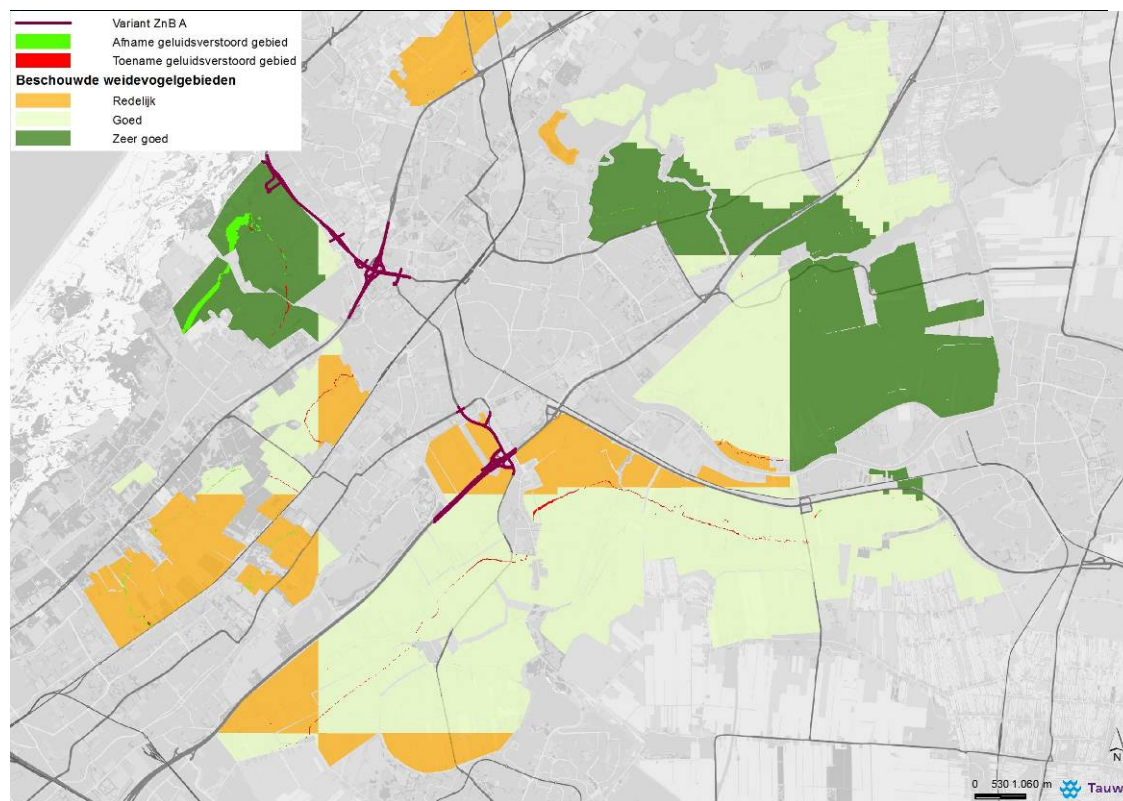 Variant ZnB A
Afname geluidsverstoord gebied
Toename geluidsverstoord gebied
Beschouwde weidevogelgebieden
Redelijk
Goed
Zeer goed
N
0 530 1.060 m
Tauw